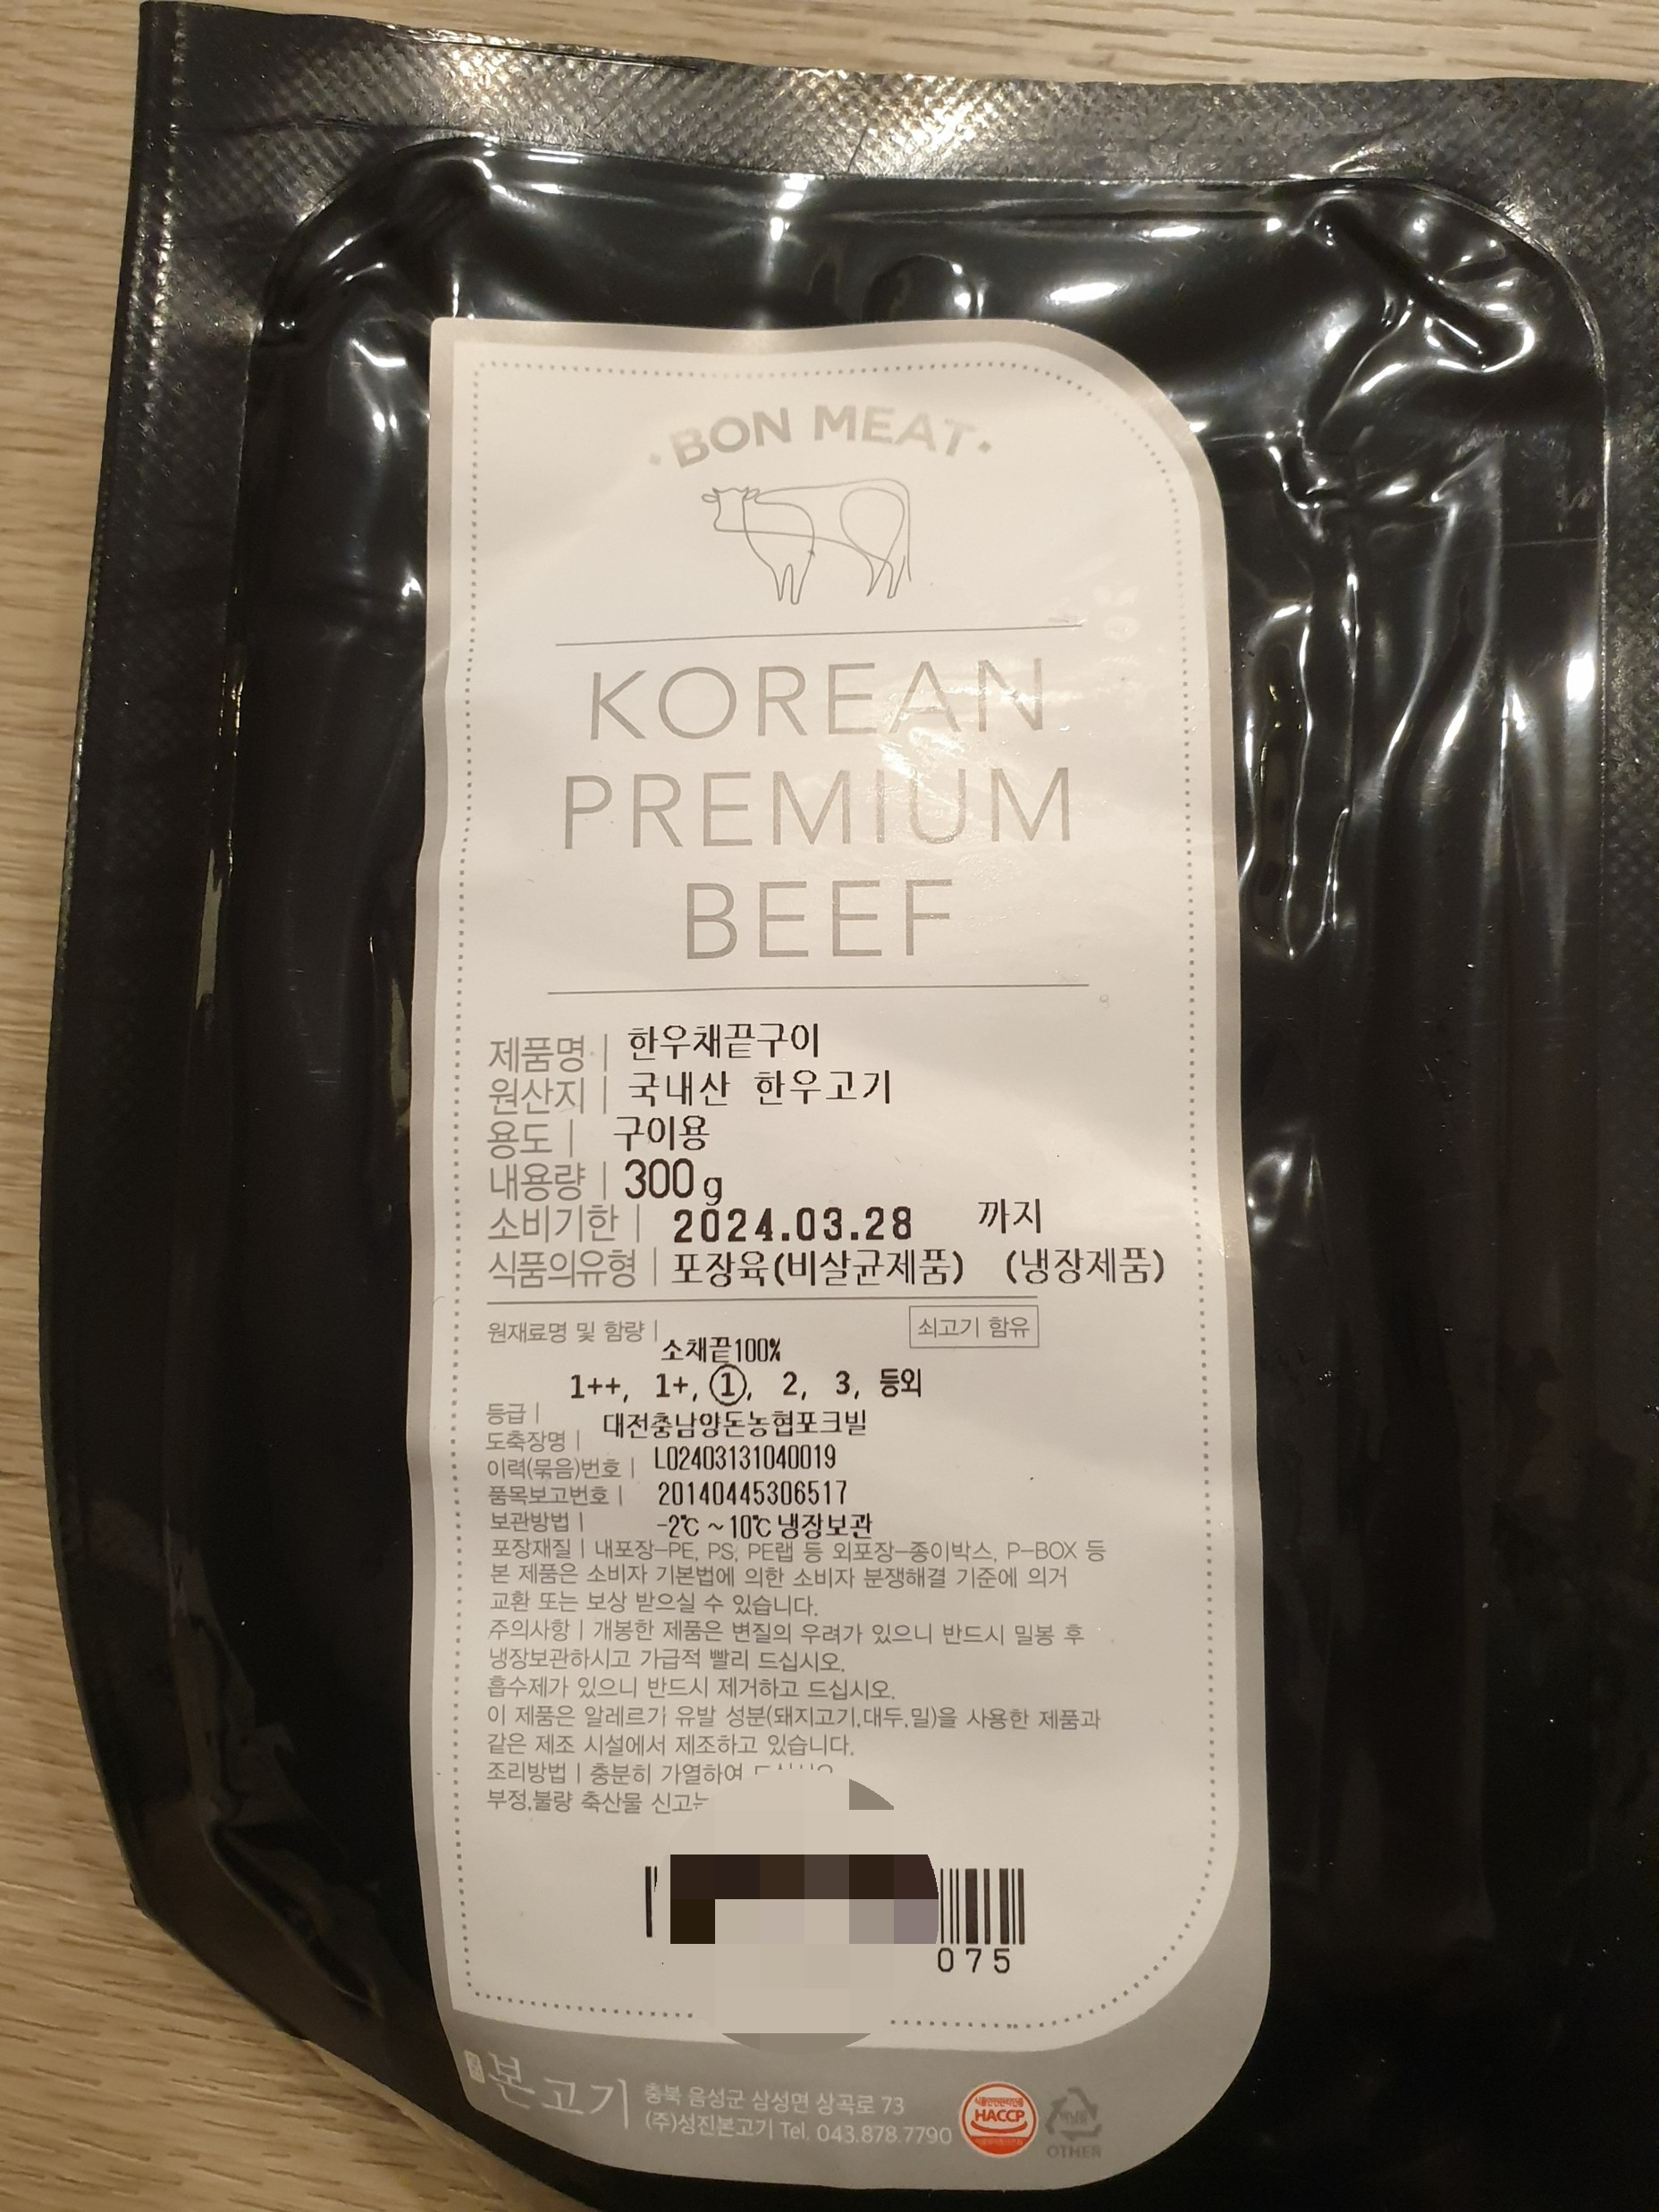 ·BON MEAT·
KOREAN
PREMIUM
BEEF
제품명 | 한우채끝구이
원산지 | 국내산 한우고기
용도 | 구이용
내용량 | 300g
소비기한 | 2024.03.28 까지
식품의유형 | 포장육(비살균제품) (냉장제품)
원재료명 및 함량 | 쇠고기 함유
소채끝100%
1++, 1+, ①, 2, 3, 등외
등급 |
도축장명 | 대전충남양돈농협포크빌
이력(묶음)번호 | L02403131040019
품목보고번호 | 20140445306517
보관방법 | -2℃ ~ 10℃ 냉장보관
포장재질 | 내포장-PE, PS, PE랩 등 외포장-종이박스, P-BOX 등
본 제품은 소비자 기본법에 의한 소비자 분쟁해결 기준에 의거
교환 또는 보상 받으실 수 있습니다.
주의사항 | 개봉한 제품은 변질의 우려가 있으니 반드시 밀봉 후
냉장보관하시고 가급적 빨리 드십시오.
흡수제가 있으니 반드시 제거하고 드십시오.
이 제품은 알레르기 유발 성분(돼지고기,대두,밀)을 사용한 제품과
같은 제조 시설에서 제조하고 있습니다.
조리방법 | 충분히 가열하여
부정,불량 축산물
075
본고기
충북 음성군 삼성면 상곡로 73
(주)성진본고기 Tel. 043.878.7790
HACCP
OTHER